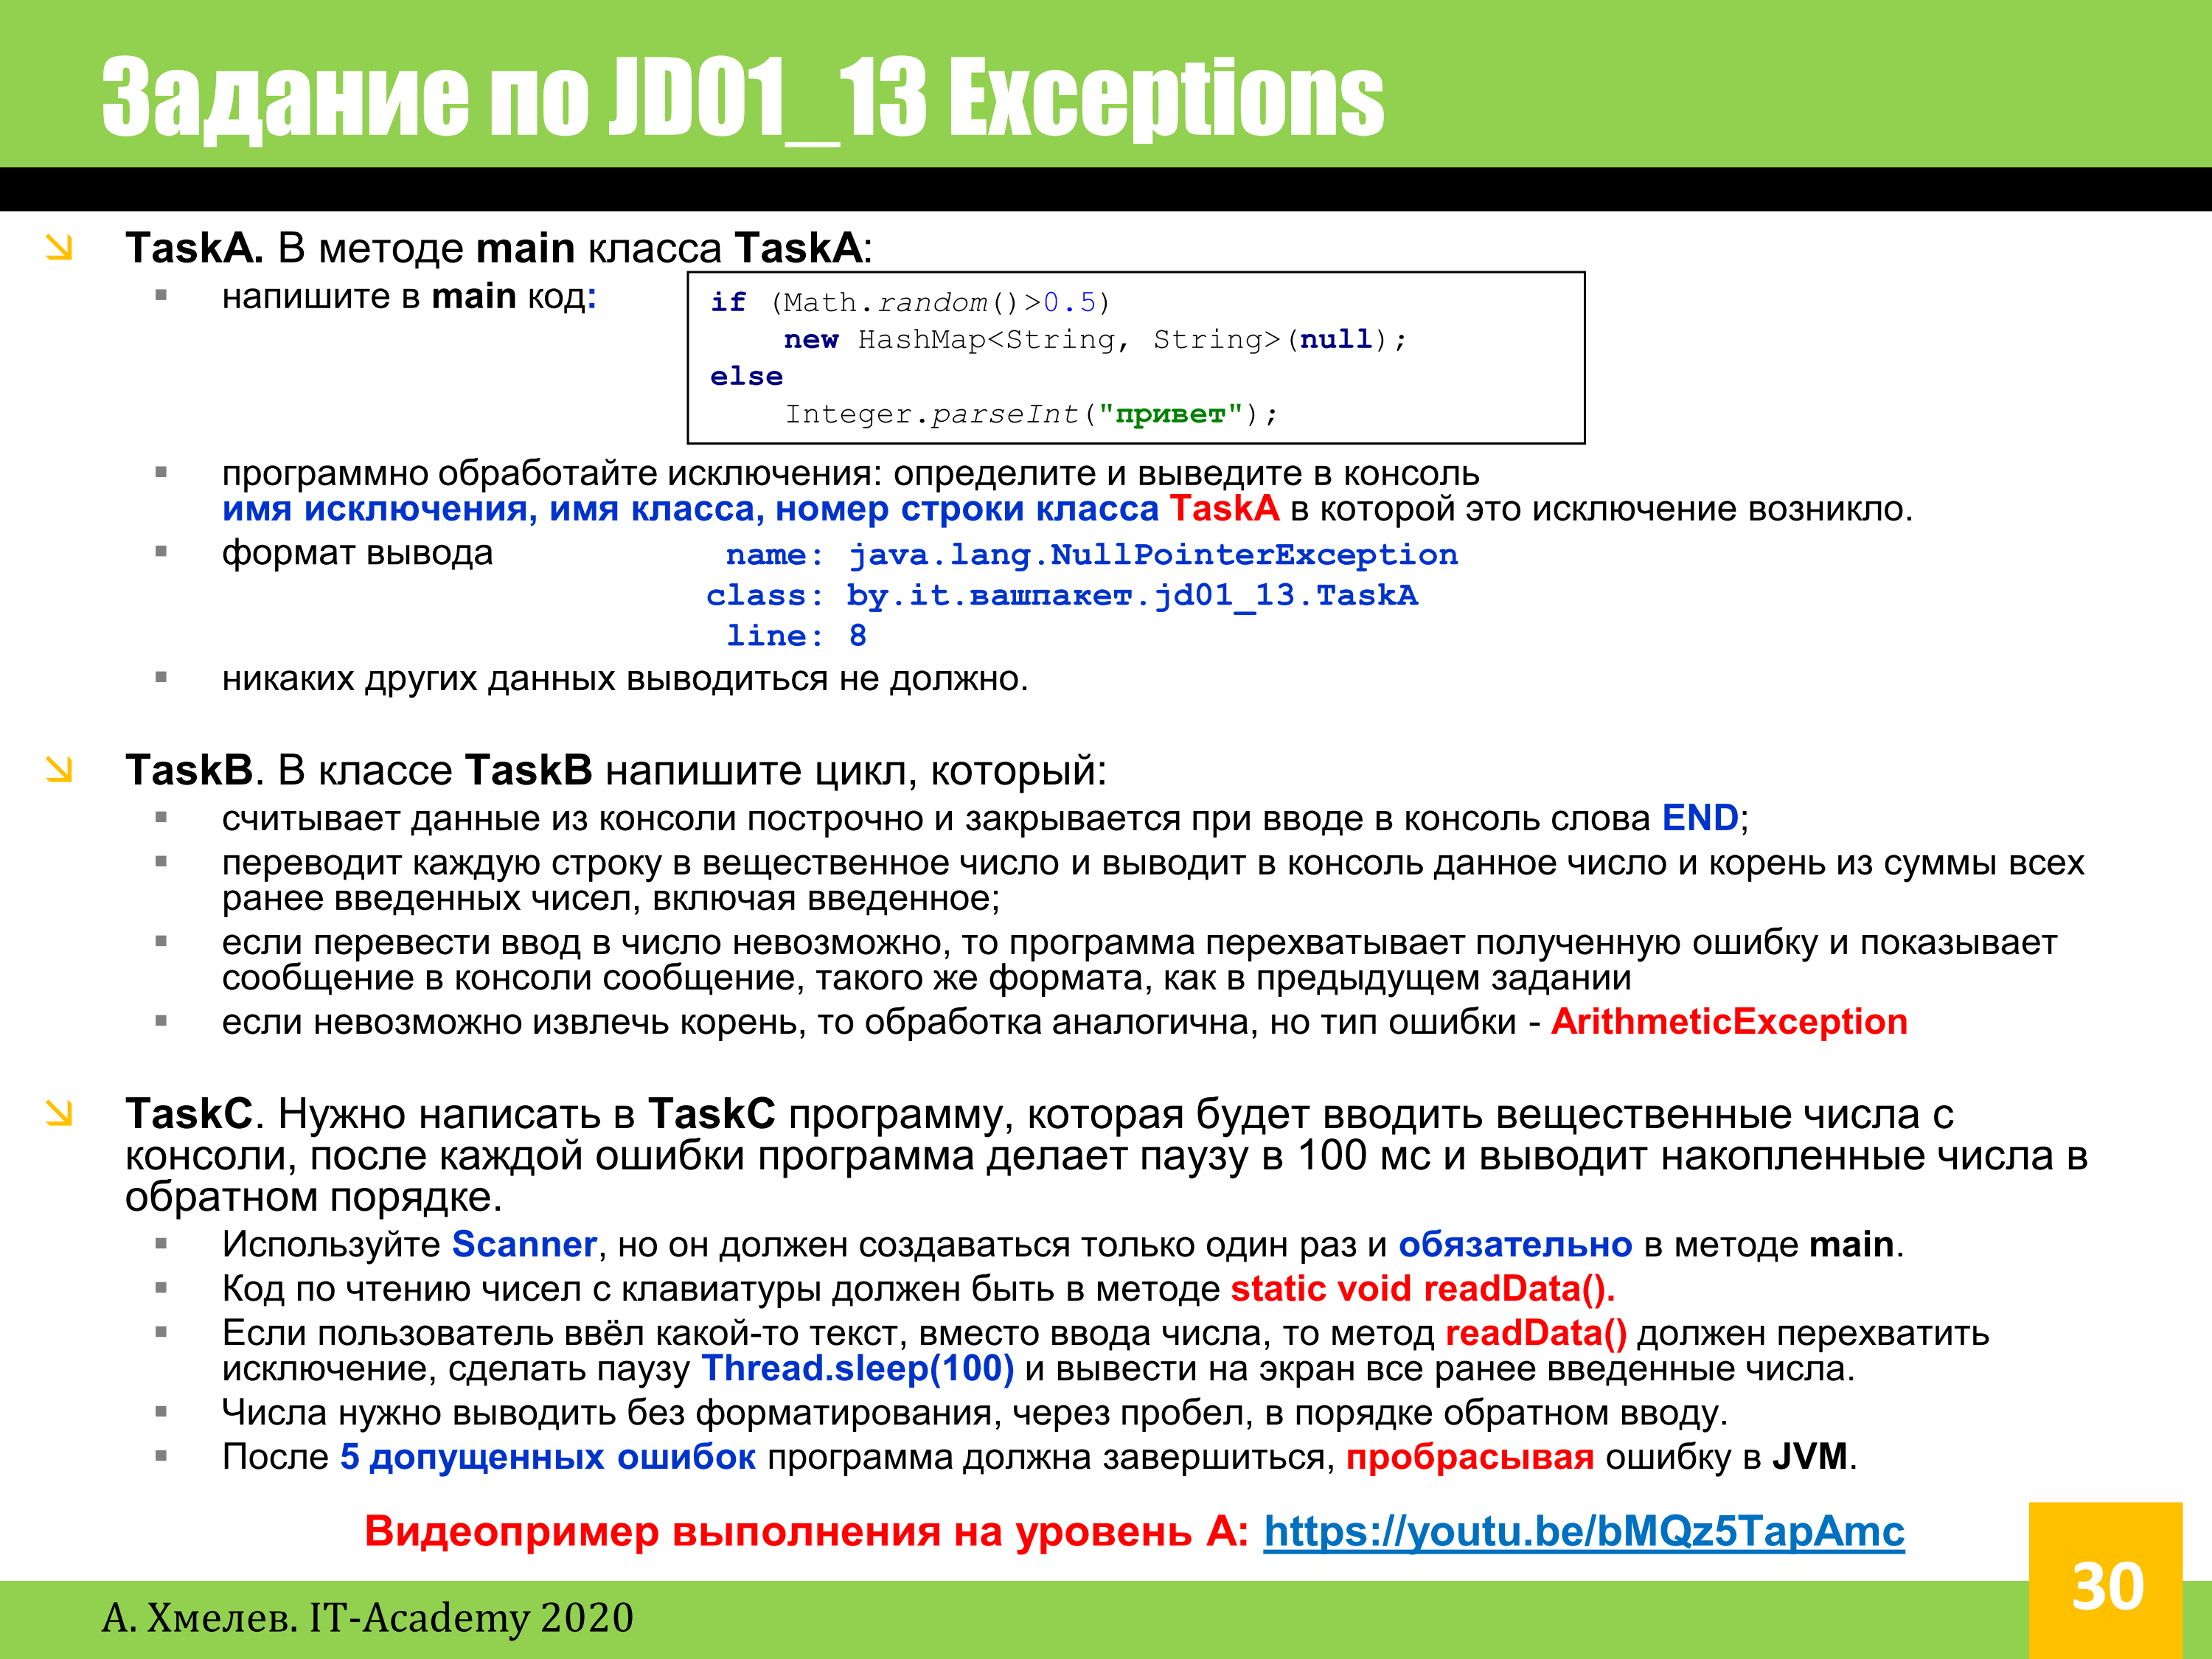 Задание по JD01_13 Exceptions
TaskA. В методе main класса TaskA:
напишите в main код:
if (Math.random()>0.5)
    new HashMap<String, String>(null);
else
    Integer.parseInt("привет");
программно обработайте исключения: определите и выведите в консоль
имя исключения, имя класса, номер строки класса TaskA в которой это исключение возникло.
формат вывода
name: java.lang.NullPointerException
class: by.it.вашпакет.jd01_13.TaskA
line: 8
никаких других данных выводиться не должно.
TaskB. В классе TaskB напишите цикл, который:
считывает данные из консоли построчно и закрывается при вводе в консоль слова END;
переводит каждую строку в вещественное число и выводит в консоль данное число и корень из суммы всех
ранее введенных чисел, включая введенное;
если перевести ввод в число невозможно, то программа перехватывает полученную ошибку и показывает
сообщение в консоли сообщение, такого же формата, как в предыдущем задании
если невозможно извлечь корень, то обработка аналогична, но тип ошибки - ArithmeticException
TaskC. Нужно написать в TaskC программу, которая будет вводить вещественные числа с
консоли, после каждой ошибки программа делает паузу в 100 мс и выводит накопленные числа в
обратном порядке.
Используйте Scanner, но он должен создаваться только один раз и обязательно в методе main.
Код по чтению чисел с клавиатуры должен быть в методе static void readData().
Если пользователь ввёл какой-то текст, вместо ввода числа, то метод readData() должен перехватить
исключение, сделать паузу Thread.sleep(100) и вывести на экран все ранее введенные числа.
Числа нужно выводить без форматирования, через пробел, в порядке обратном вводу.
После 5 допущенных ошибок программа должна завершиться, пробрасывая ошибку в JVM.
Видеопример выполнения на уровень А: https://youtu.be/bMQz5TapAmc
30
А. Хмелев. IT-Academy 2020